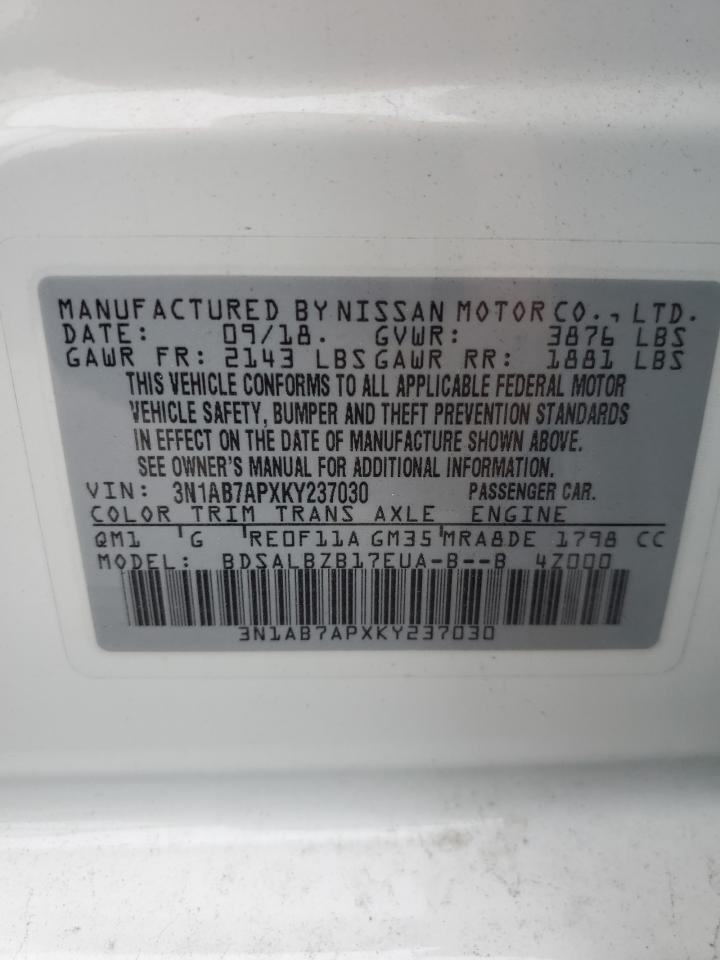 MANUFACTURED BY NISSAN MOTOR CO., LTD.
DATE: 09/18. GVWR: 3876 LBS
GAWR FR: 2143 LBS GAWR RR: 1881 LBS
THIS VEHICLE CONFORMS TO ALL APPLICABLE FEDERAL MOTOR
VEHICLE SAFETY, BUMPER AND THEFT PREVENTION STANDARDS
IN EFFECT ON THE DATE OF MANUFACTURE SHOWN ABOVE.
SEE OWNER'S MANUAL FOR ADDITIONAL INFORMATION.
VIN: 3N1AB7APXKY237030 PASSENGER CAR.
COLOR TRIM TRANS AXLE ENGINE
QM1 'G 'RE0F11A GM35'MRA8DE 1798 CC
MODEL: BDSALBZB17EUA-B--B 4Z000
3N1AB7APXKY237030